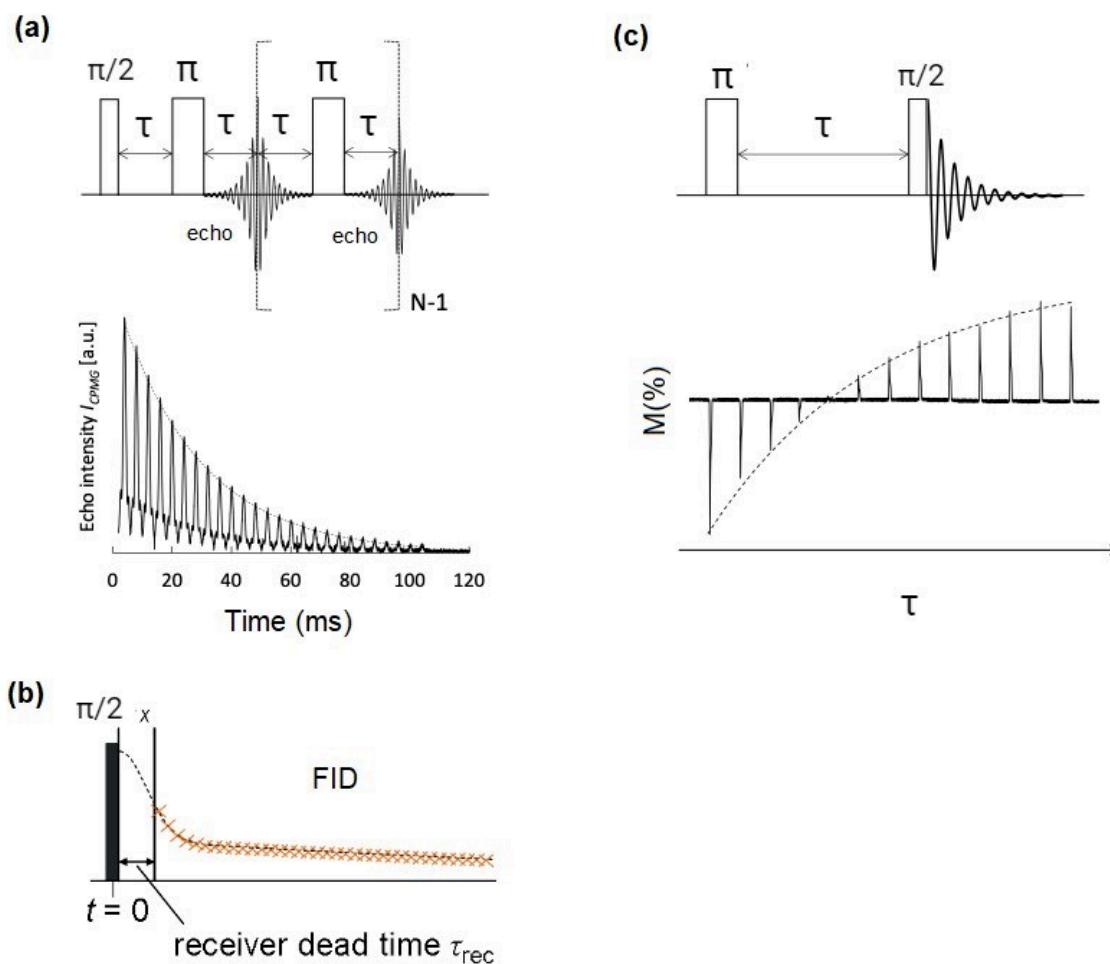 (a)
π/2 π π
τ τ τ τ
echo echo
N-1
Echo intensity I_CPMG [a.u.]
0 20 40 60 80 100 120
Time (ms)
(b)
π/2 x
FID
t = 0
receiver dead time τrec
(c)
π π/2
τ
M(%)
τ